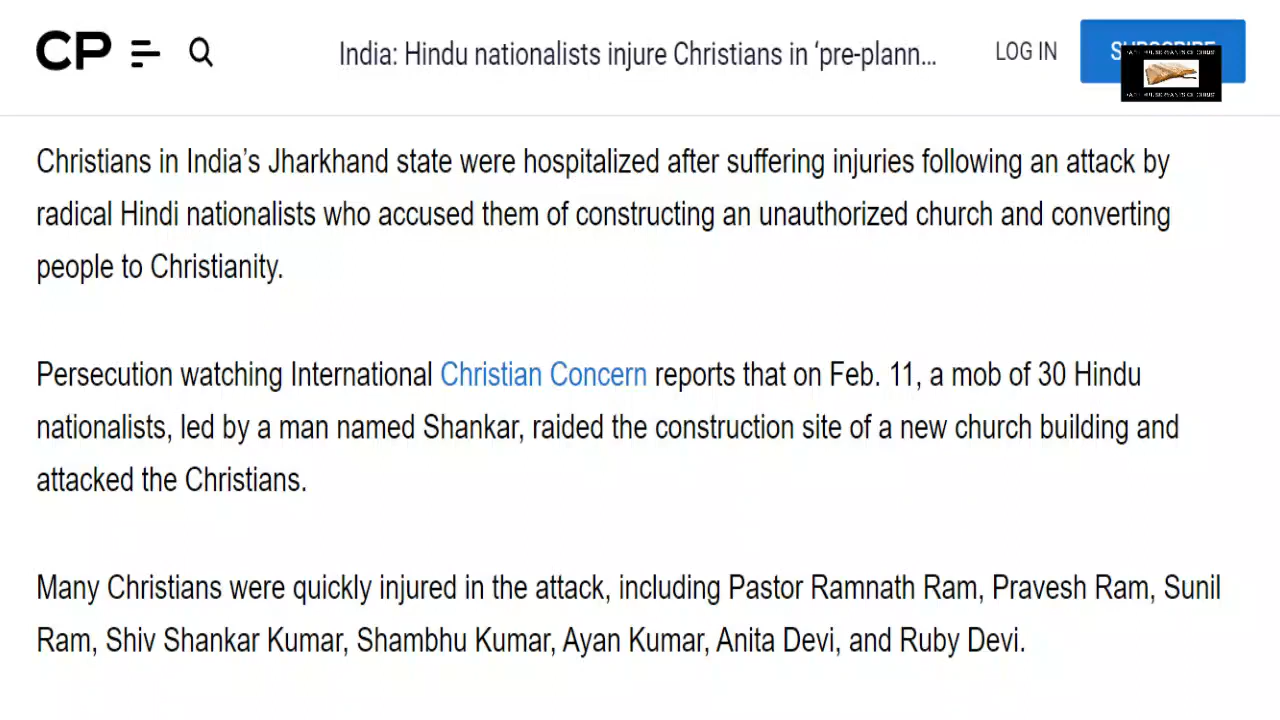 CP
India: Hindu nationalists injure Christians in ‘pre-plann...
LOG IN
SUBSCRIBE
Christians in India’s Jharkhand state were hospitalized after suffering injuries following an attack by
radical Hindi nationalists who accused them of constructing an unauthorized church and converting
people to Christianity.
Persecution watching International Christian Concern reports that on Feb. 11, a mob of 30 Hindu
nationalists, led by a man named Shankar, raided the construction site of a new church building and
attacked the Christians.
Many Christians were quickly injured in the attack, including Pastor Ramnath Ram, Pravesh Ram, Sunil
Ram, Shiv Shankar Kumar, Shambhu Kumar, Ayan Kumar, Anita Devi, and Ruby Devi.